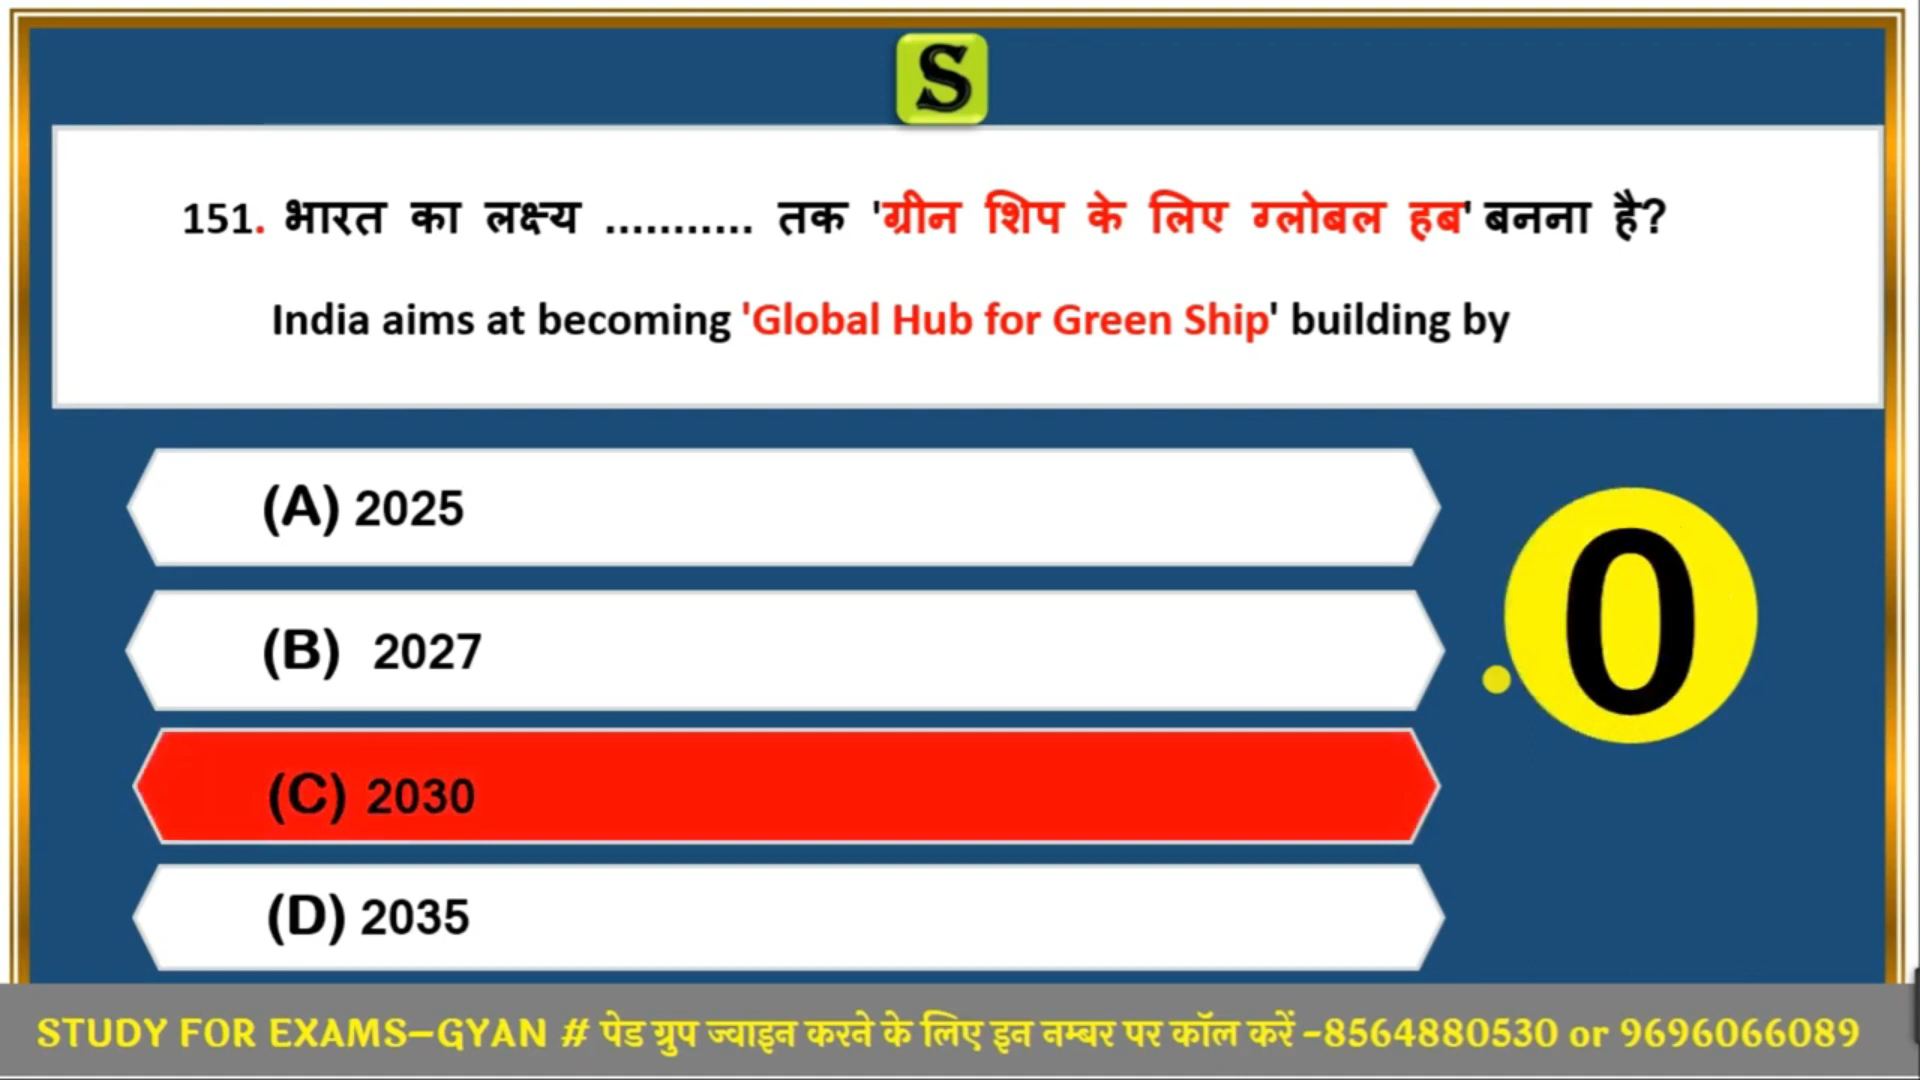 S
151. भारत का लक्ष्य ........... तक 'ग्रीन शिप के लिए ग्लोबल हब' बनना है?
India aims at becoming 'Global Hub for Green Ship' building by
(A) 2025
(B) 2027
0
(C) 2030
(D) 2035
STUDY FOR EXAMS–GYAN # पेड ग्रुप ज्वाइन करने के लिए इन नम्बर पर कॉल करें -8564880530 or 9696066089